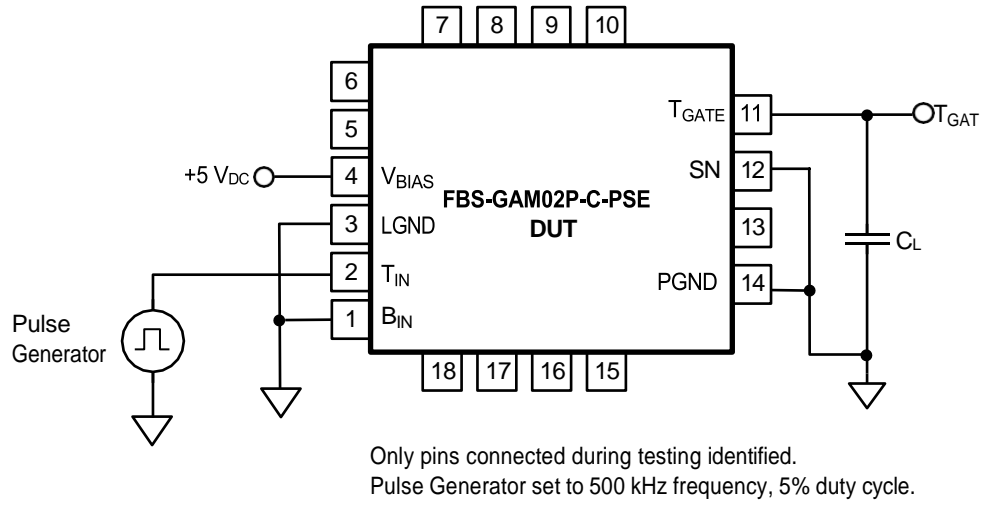 7 8 9 10
6
5
+5 VDC 4 VBIAS
3 LGND
2 TIN
1 BIN
FBS-GAM02P-C-PSE
DUT
TGATE 11 TGAT
SN 12
13
PGND 14
CL
Pulse
Generator
18 17 16 15
Only pins connected during testing identified.
Pulse Generator set to 500 kHz frequency, 5% duty cycle.